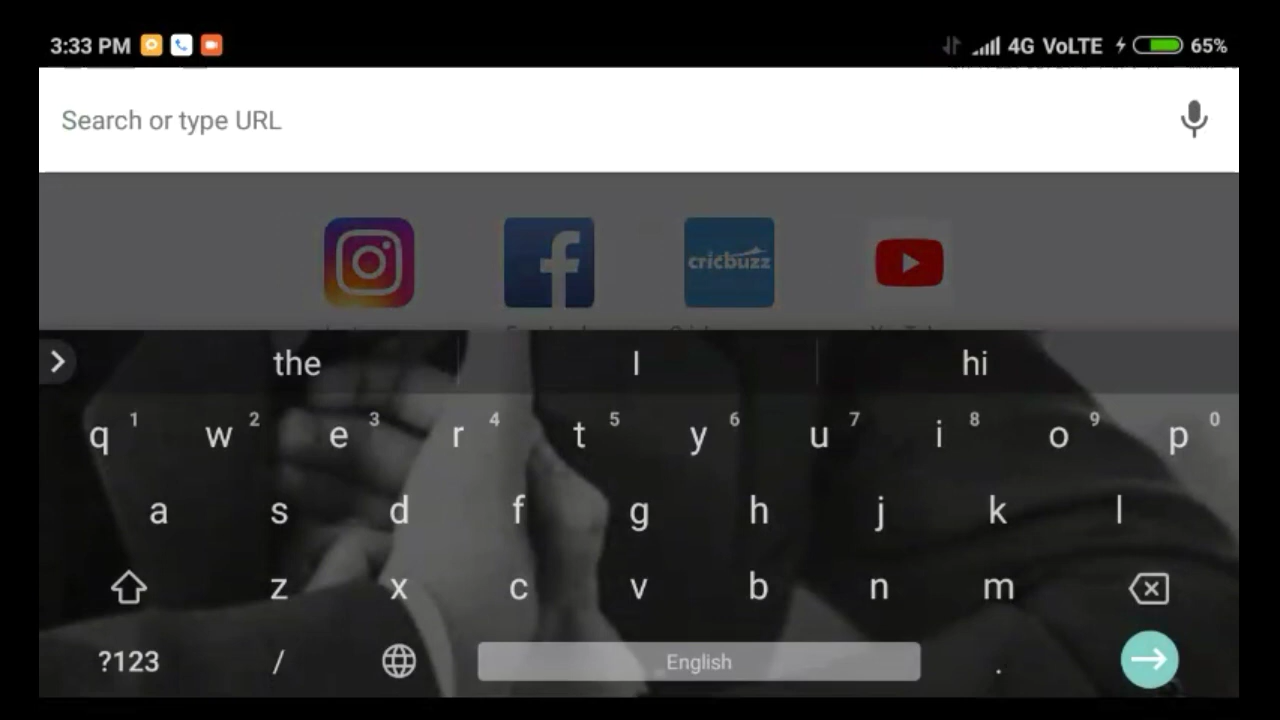 3:33 PM 4G VoLTE 65%
Search or type URL
cricbuzz
the I hi
q 1 w 2 e 3 r 4 t 5 y 6 u 7 i 8 o 9 p 0
a s d f g h j k l
z x c v b n m
?123 / English .